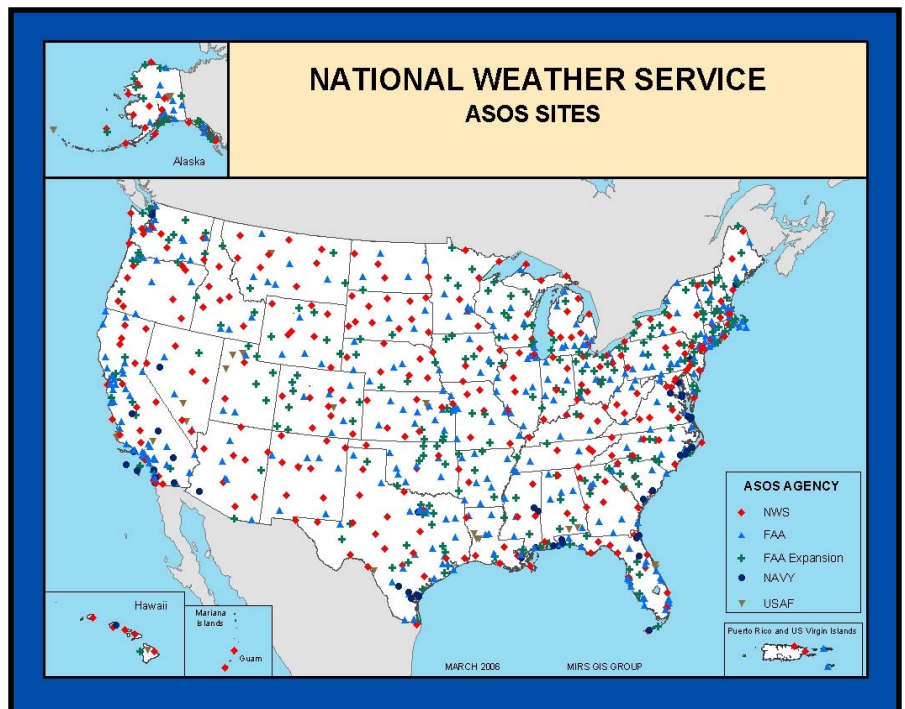 NATIONAL WEATHER SERVICE
ASOS SITES
Alaska
ASOS AGENCY
NWS
FAA
FAA Expansion
NAVY
USAF
Hawaii
Mariana
Islands
Guam
Puerto Rico and US Virgin Islands
MARCH 2006
MIRS GIS GROUP